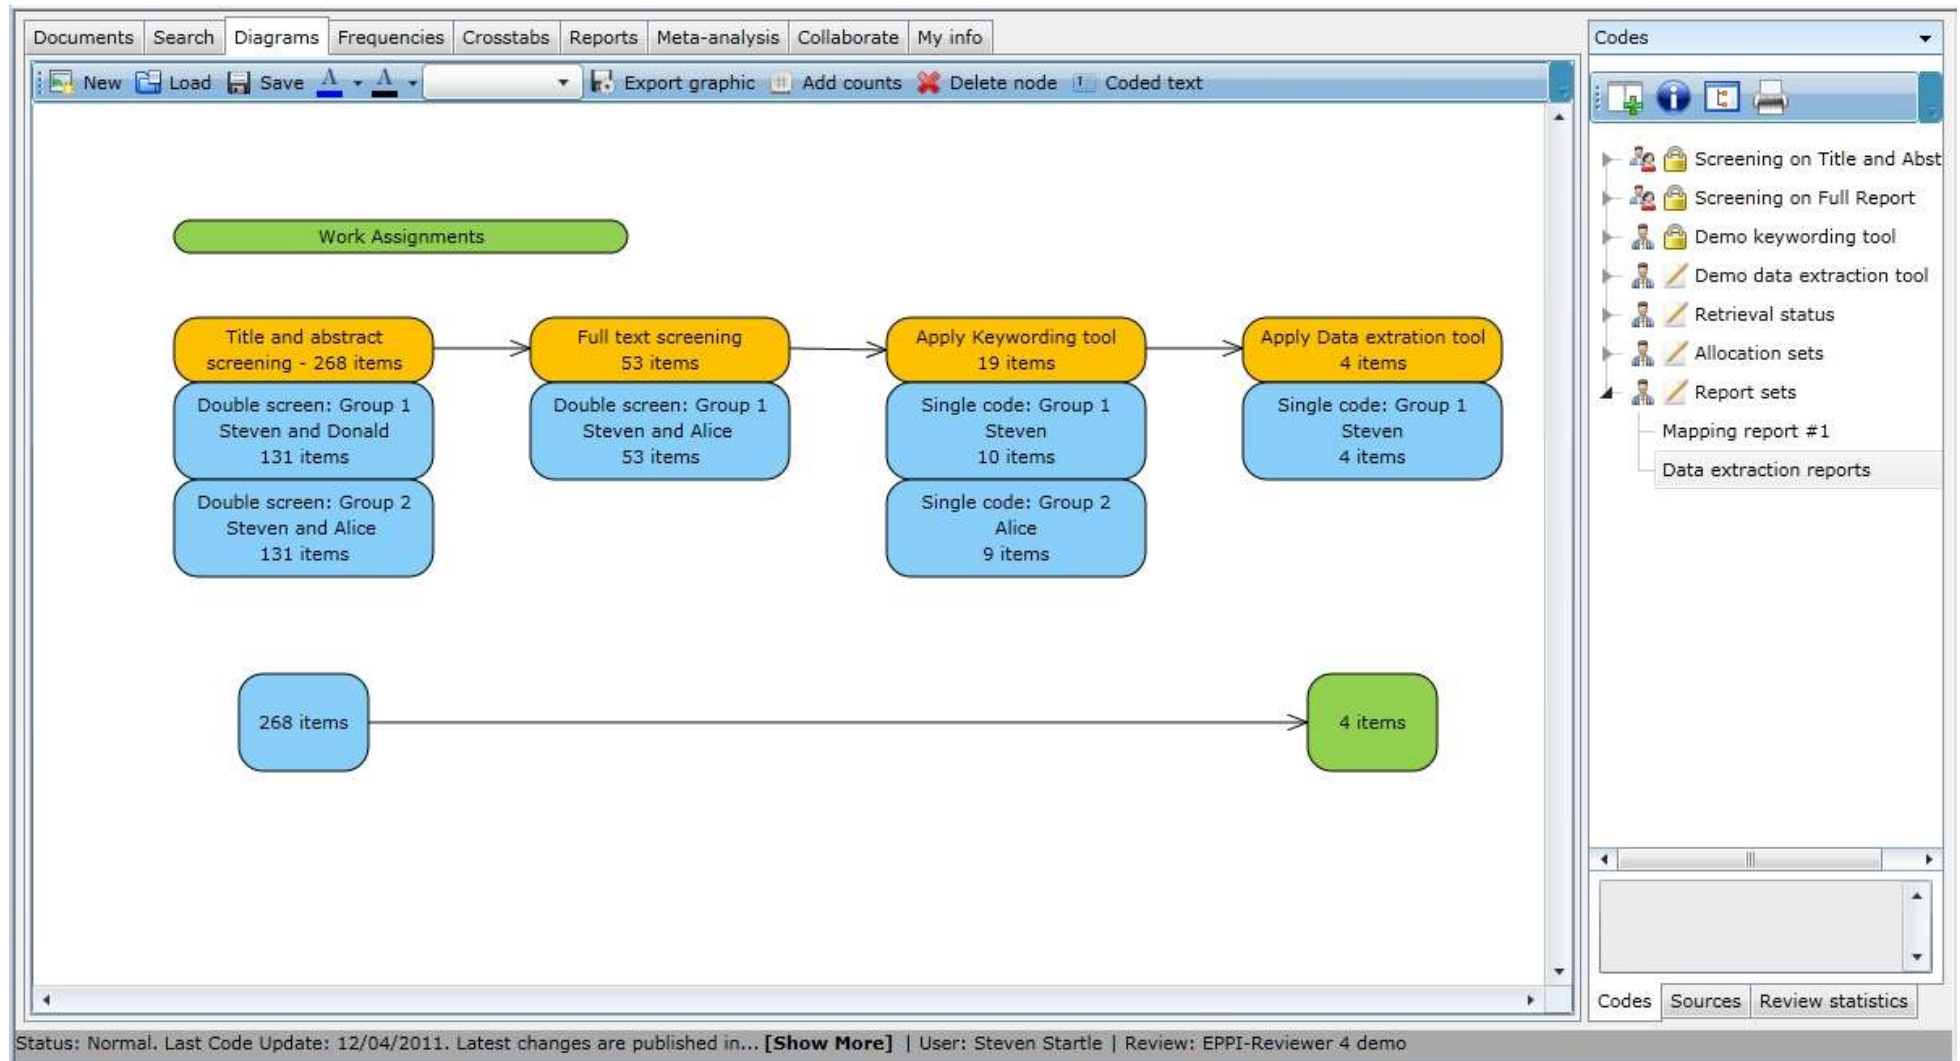 Documents Search Diagrams Frequencies Crosstabs Reports Meta-analysis Collaborate My info
New Load Save A A Export graphic Add counts Delete node Coded text
Work Assignments
Title and abstract
screening - 268 items
Double screen: Group 1
Steven and Donald
131 items
Double screen: Group 2
Steven and Alice
131 items
Full text screening
53 items
Double screen: Group 1
Steven and Alice
53 items
Apply Keywording tool
19 items
Single code: Group 1
Steven
10 items
Single code: Group 2
Alice
9 items
Apply Data extration tool
4 items
Single code: Group 1
Steven
4 items
268 items
4 items
Codes
Screening on Title and Abst
Screening on Full Report
Demo keywording tool
Demo data extraction tool
Retrieval status
Allocation sets
Report sets
Mapping report #1
Data extraction reports
Codes Sources Review statistics
Status: Normal. Last Code Update: 12/04/2011. Latest changes are published in... [Show More] | User: Steven Startle | Review: EPPI-Reviewer 4 demo